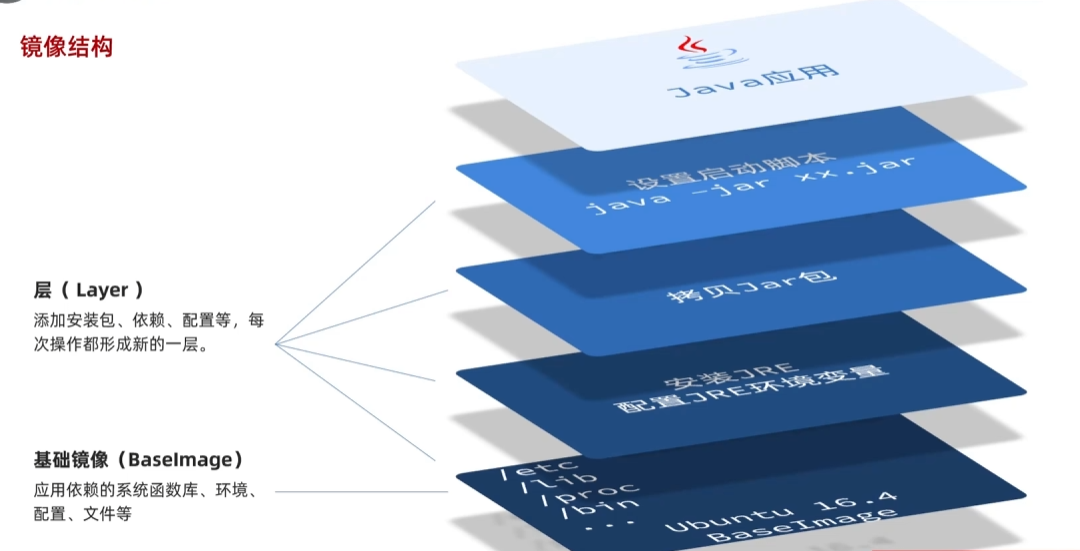 镜像结构
Java应用
设置启动脚本
java -jar xx.jar
拷贝Jar包
安装JRE
配置JRE环境变量
/etc
/lib
/proc
/bin
...
Ubuntu 16.4
BaseImage
层（ Layer ）
添加安装包、依赖、配置等，每
次操作都形成新的一层。
基础镜像（BaseImage）
应用依赖的系统函数库、环境、
配置、文件等